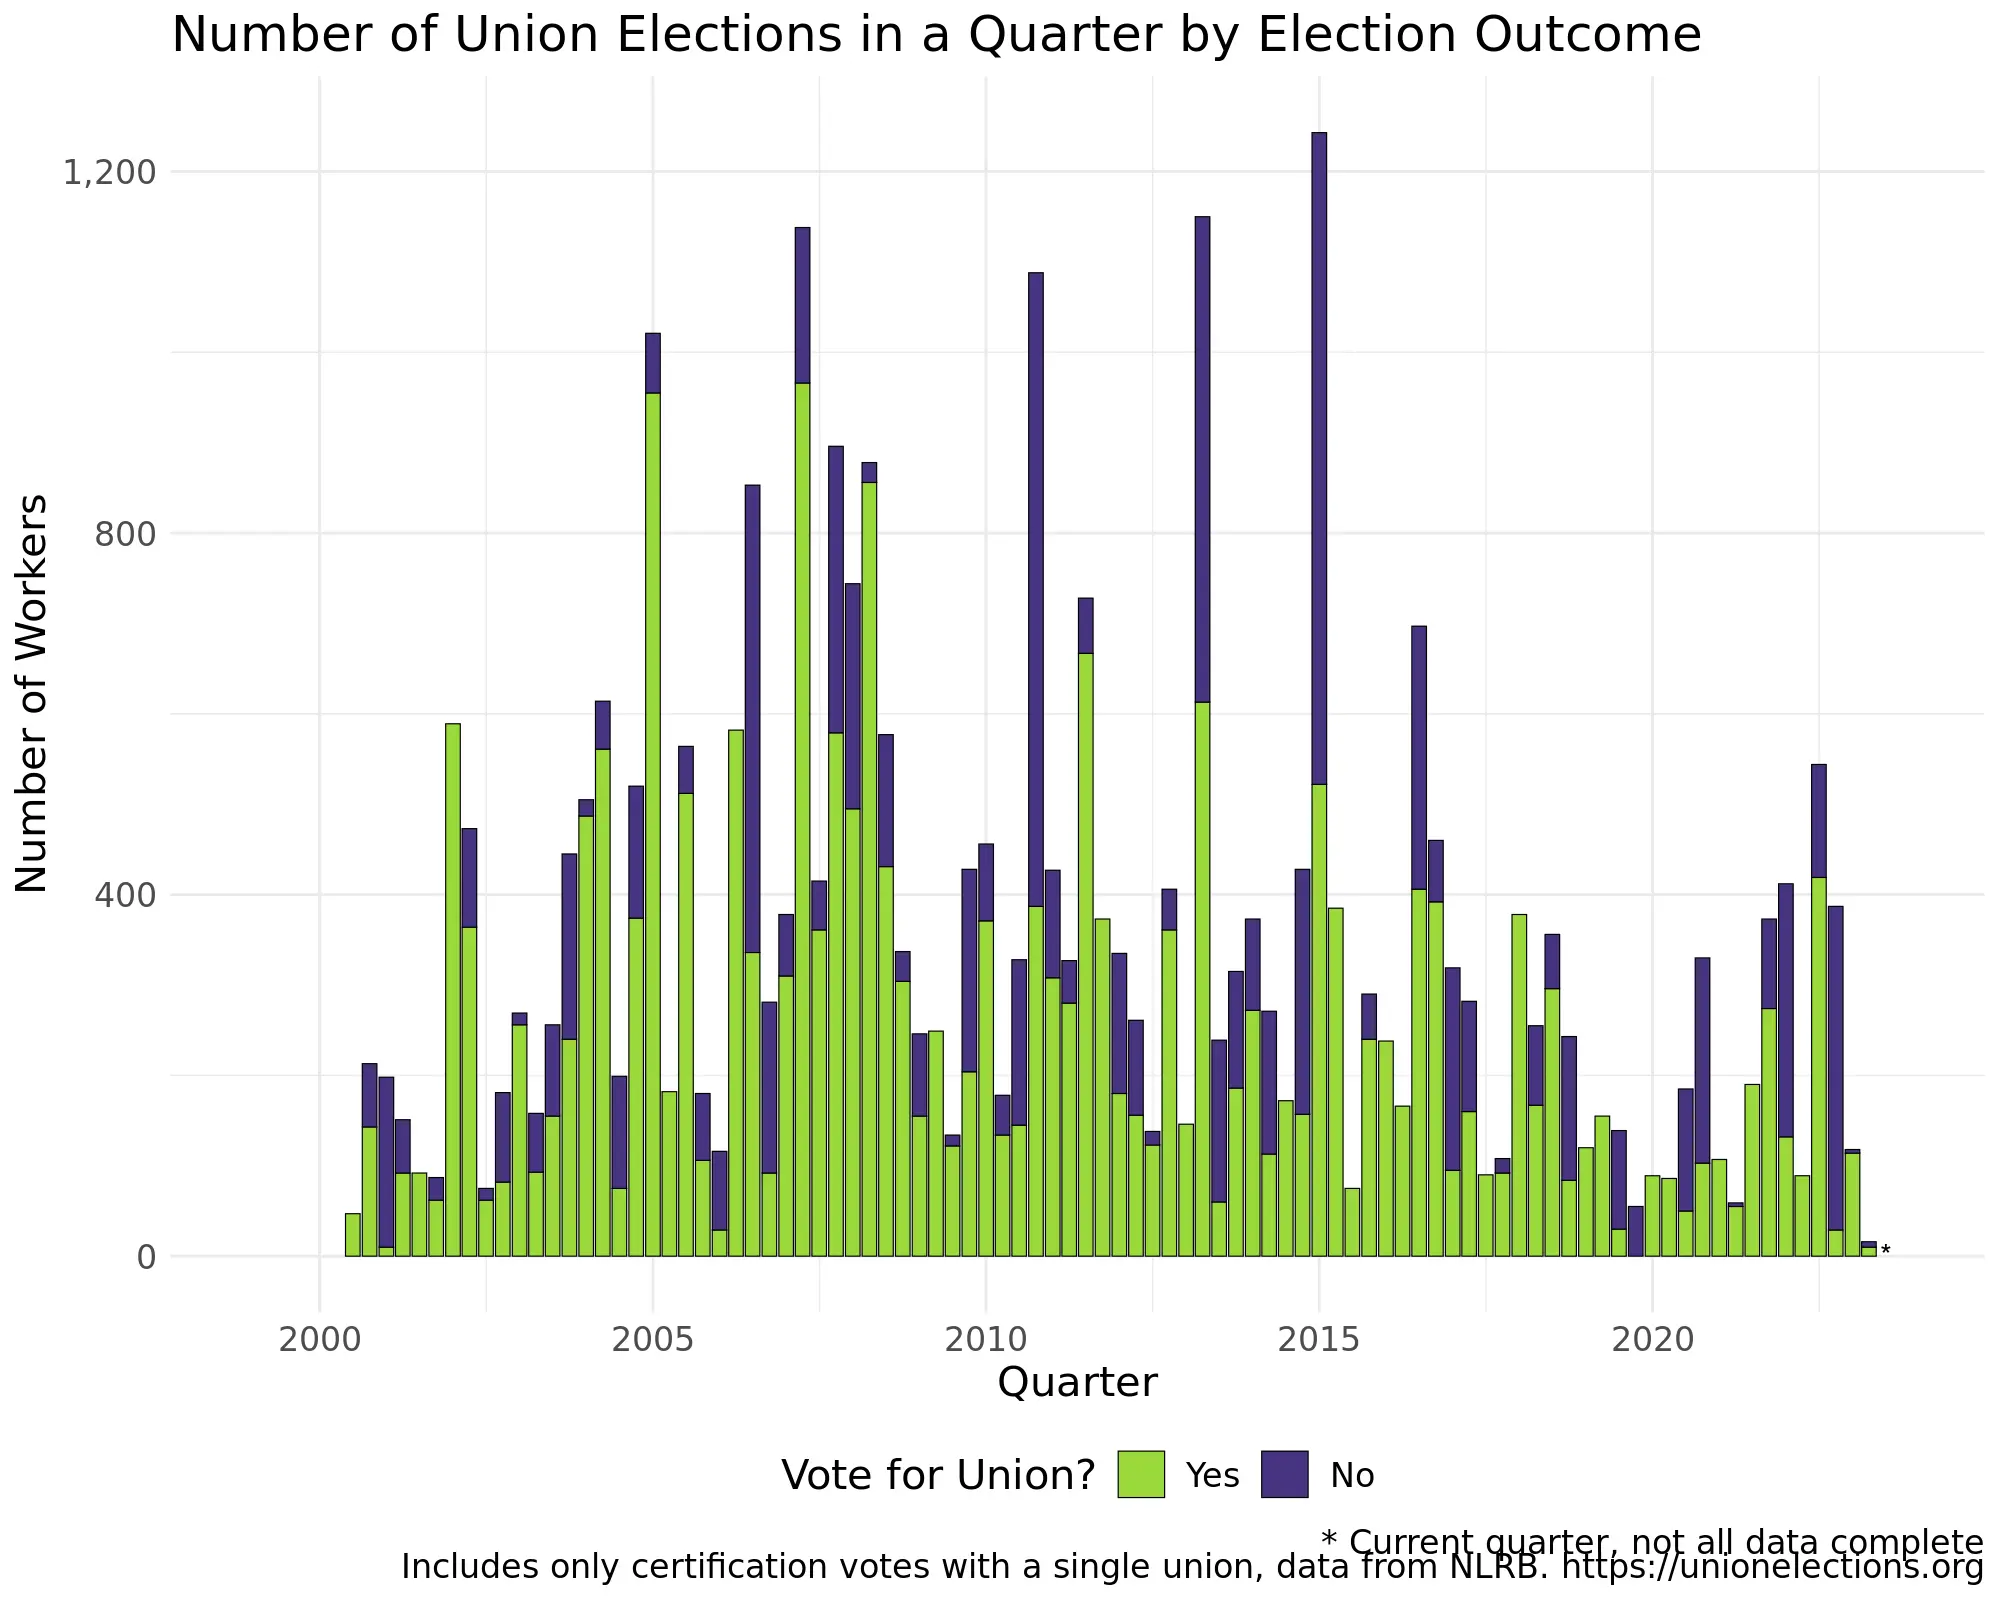 Number of Union Elections in a Quarter by Election Outcome
Number of Workers
1,200
800
400
0
*
2000 2005 2010 2015 2020
Quarter
Vote for Union? Yes No
* Current quarter, not all data complete
Includes only certification votes with a single union, data from NLRB. https://unionelections.org